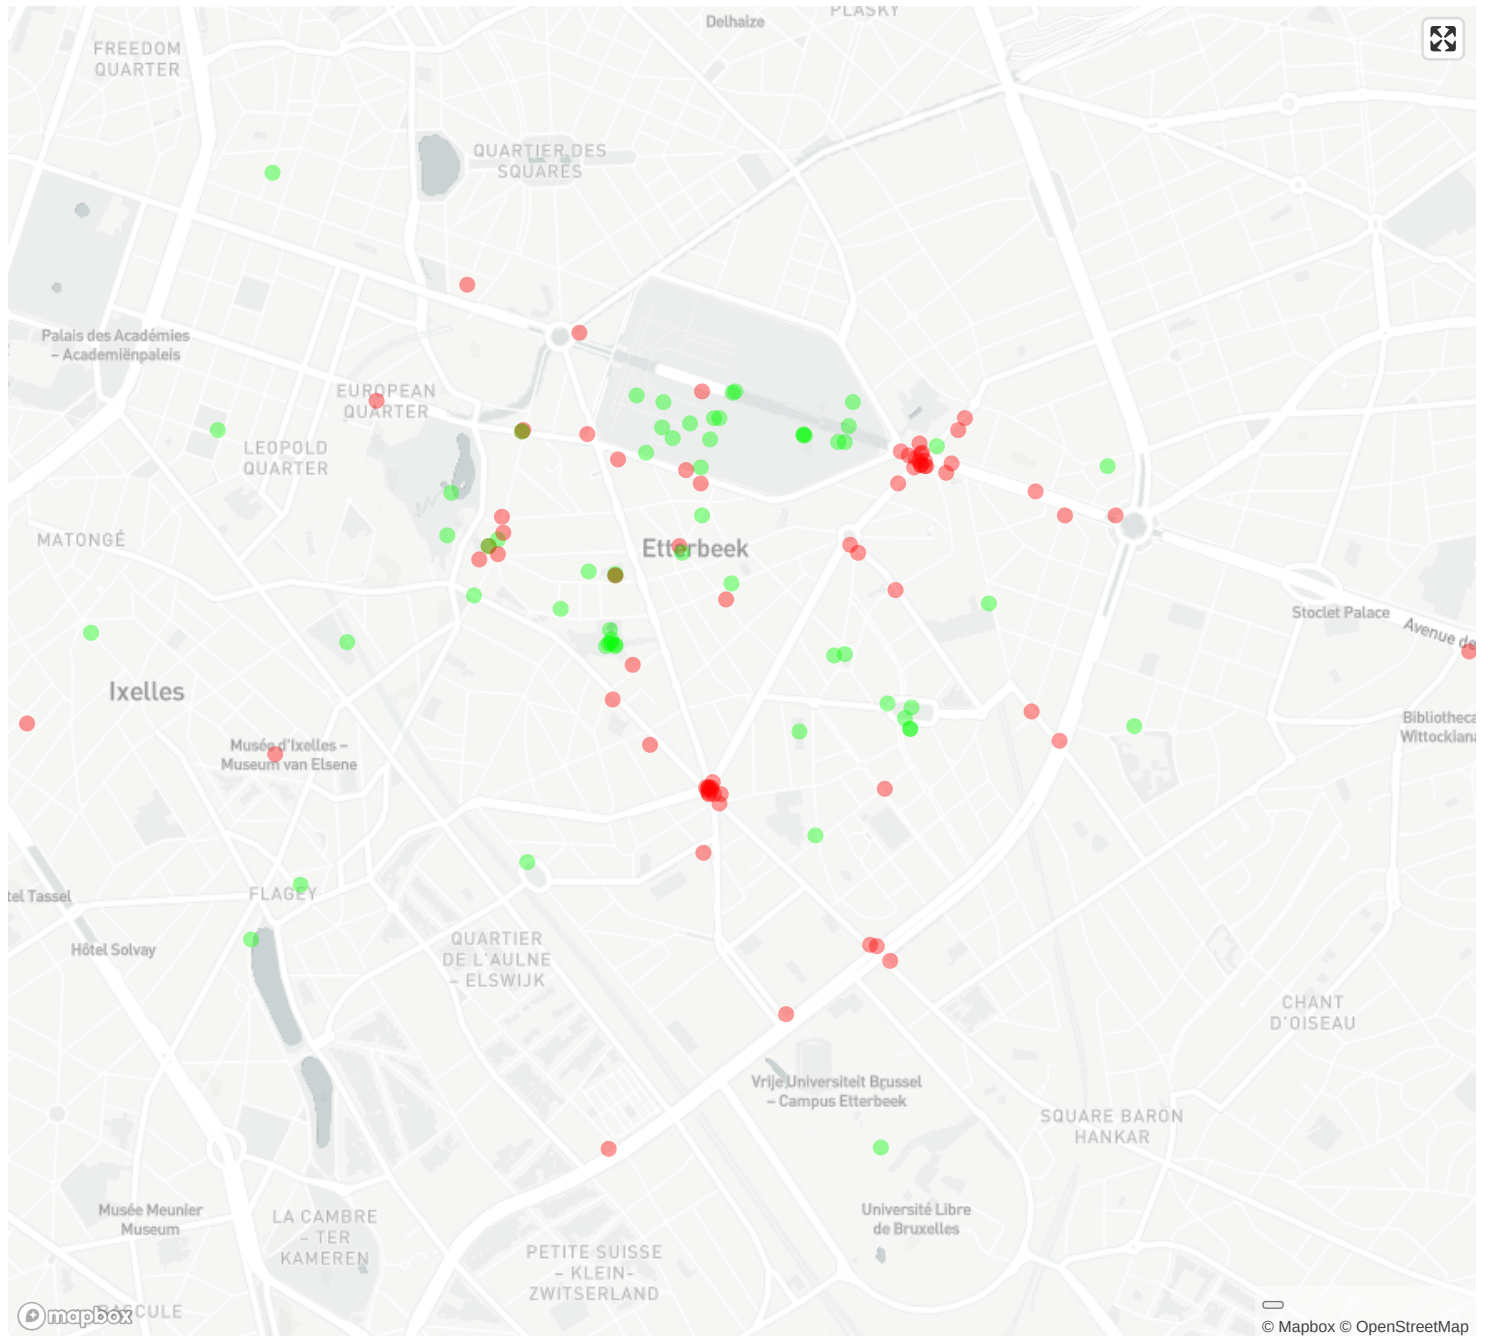 PLASKY
Delhaize
FREEDOM
QUARTER
QUARTIER DES
SQUARES
Palais des Académies
– Academiënpaleis
EUROPEAN
QUARTER
LEOPOLD
QUARTER
MATONGÉ
Etterbeek
Stoclet Palace
Avenue de
Ixelles
Bibliotheca
Wittockiana
Musée d'Ixelles –
Museum van Elsene
FLAGEY
tel Tassel
Hôtel Solvay
QUARTIER
DE L'AULNE
– ELSWIJK
CHANT
D'OISEAU
Vrije Universiteit Brussel
– Campus Etterbeek
SQUARE BARON
HANKAR
Musée Meunier
Museum
LA CAMBRE
– TER
KAMEREN
Université Libre
de Bruxelles
PETITE SUISSE
– KLEIN-
ZWITSERLAND
BASCULE
mapbox
© Mapbox © OpenStreetMap